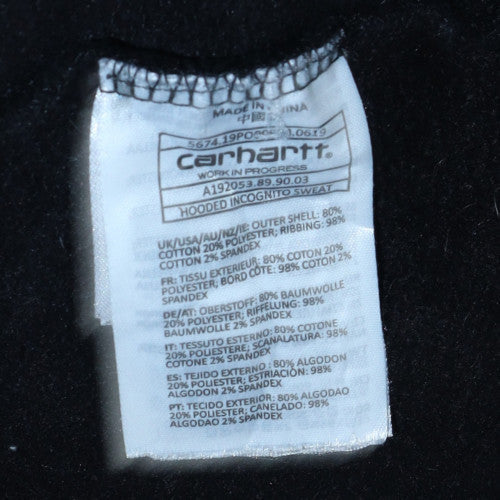 MADE IN CHINA
中國
carhartt.
WORK IN PROGRESS
A192053.89.90.03
HOODED INCOGNITO SWEAT
UK/USA/AU/NZ/IE: OUTER SHELL: 80%
COTTON 20% POLYESTER; RIBBING: 98%
COTTON 2% SPANDEX
FR: TISSU EXTERIEUR: 80% COTON 20%
POLYESTER; BORD CÔTE: 98% COTON 2%
SPANDEX
DE/AT: OBERSTOFF: 80% BAUMWOLLE
20% POLYESTER; RIFFELUNG: 98%
BAUMWOLLE 2% SPANDEX
IT: TESSUTO ESTERNO: 80% COTONE
20% POLIESTERE; SCANALATURA: 98%
COTONE 2% SPANDEX
ES: TEJIDO EXTERNO : 80% ALGODON
20% POLIESTER; ESTRIACIÓN: 98%
ALGODON 2% SPANDEX
PT: TECIDO EXTERIOR: 80% ALGODAO
20% POLIESTER; CANELADO: 98%
ALGODAO 2% SPANDEX